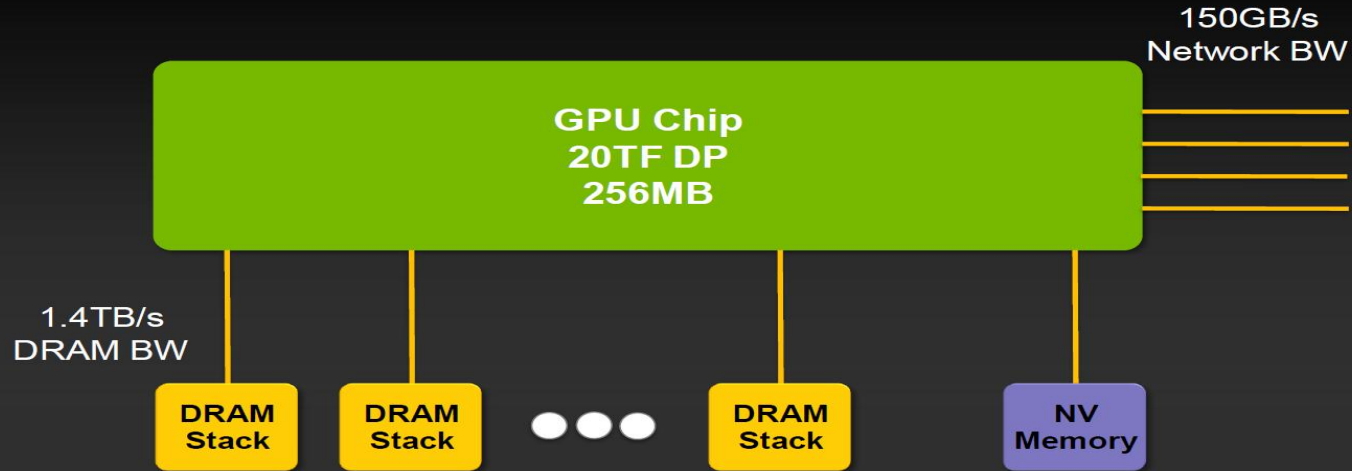 150GB/s
Network BW
GPU Chip
20TF DP
256MB
1.4TB/s
DRAM BW
DRAM
Stack
DRAM
Stack
DRAM
Stack
NV
Memory